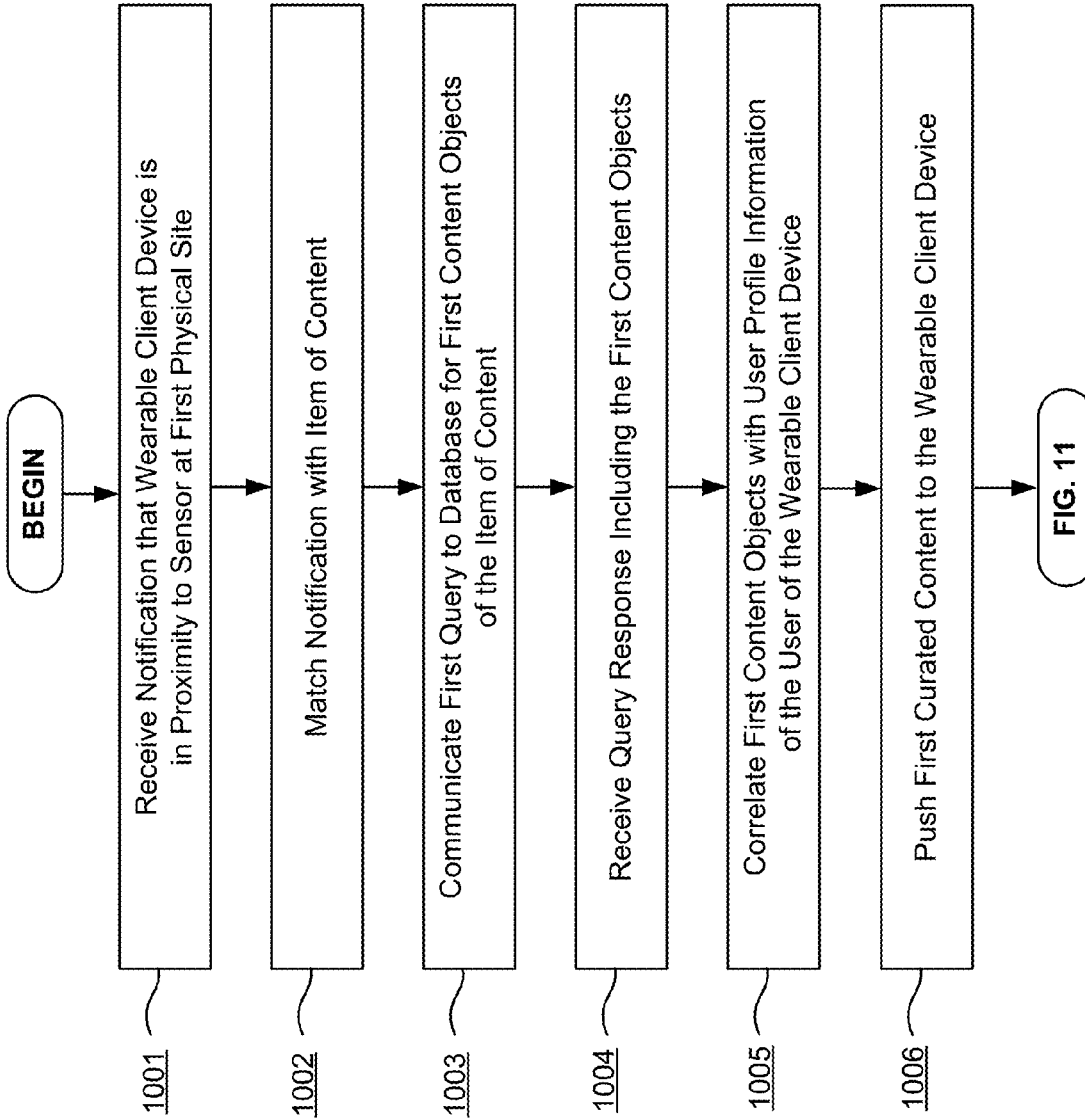 BEGIN
1001
Receive Notification that Wearable Client Device is
in Proximity to Sensor at First Physical Site
1002
Match Notification with Item of Content
1003
Communicate First Query to Database for First Content Objects
of the Item of Content
1004
Receive Query Response Including the First Content Objects
1005
Correlate First Content Objects with User Profile Information
of the User of the Wearable Client Device
1006
Push First Curated Content to the Wearable Client Device
FIG. 11